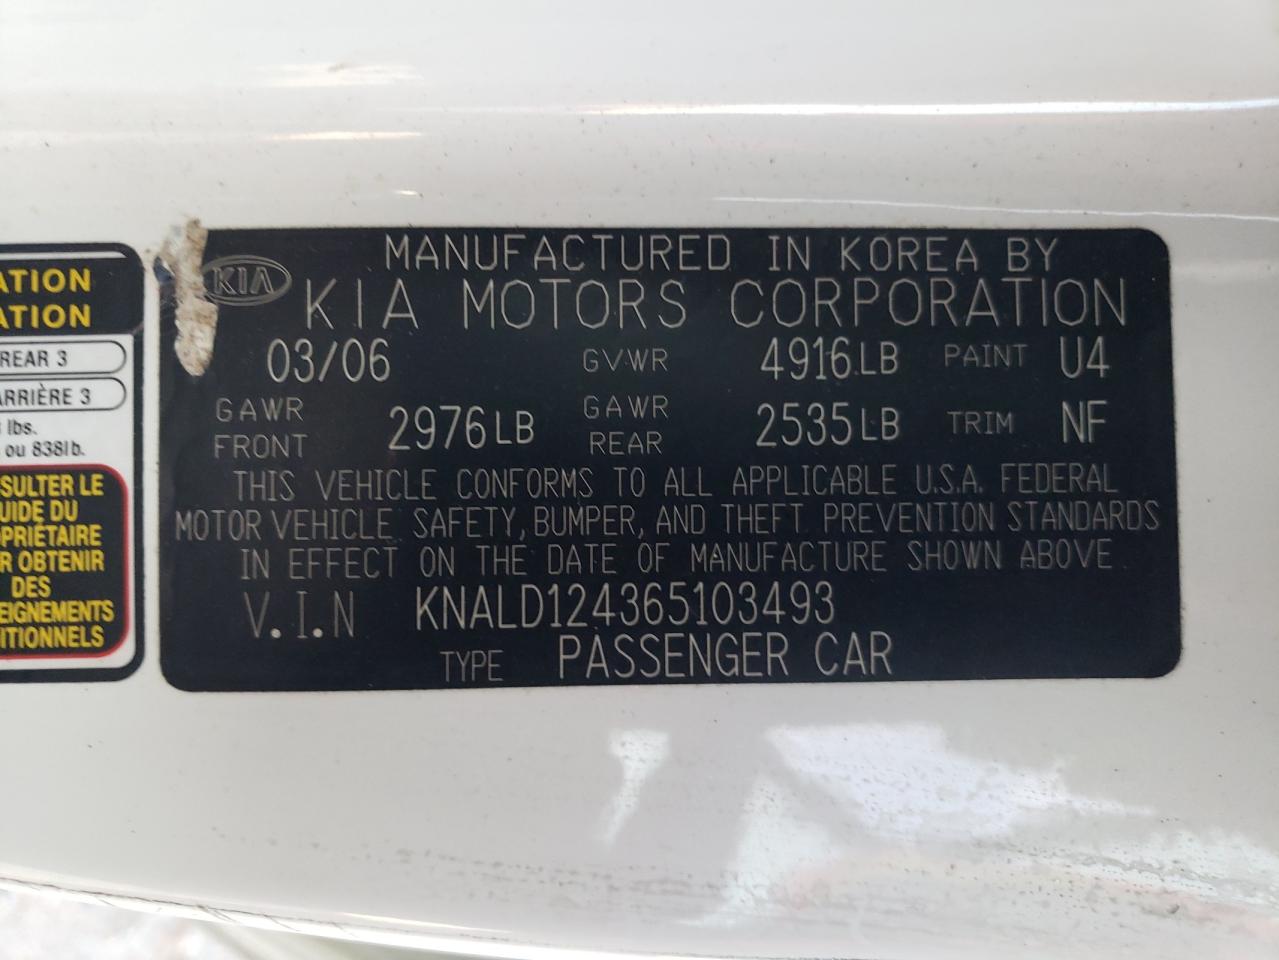 ATION
ATION
REAR 3
ARRIÈRE 3
lbs.
ou 838lb.
SULTER LE
UIDE DU
OPRIÉTAIRE
R OBTENIR
DES
EIGNEMENTS
ITIONNELS
MANUFACTURED IN KOREA BY
KIA KIA MOTORS CORPORATION
03/06 GVWR 4916LB PAINT U4
GAWR FRONT 2976LB GAWR REAR 2535LB TRIM NF
THIS VEHICLE CONFORMS TO ALL APPLICABLE U.S.A. FEDERAL
MOTOR VEHICLE SAFETY, BUMPER, AND THEFT PREVENTION STANDARDS
IN EFFECT ON THE DATE OF MANUFACTURE SHOWN ABOVE
V.I.N KNALD124365103493
TYPE PASSENGER CAR